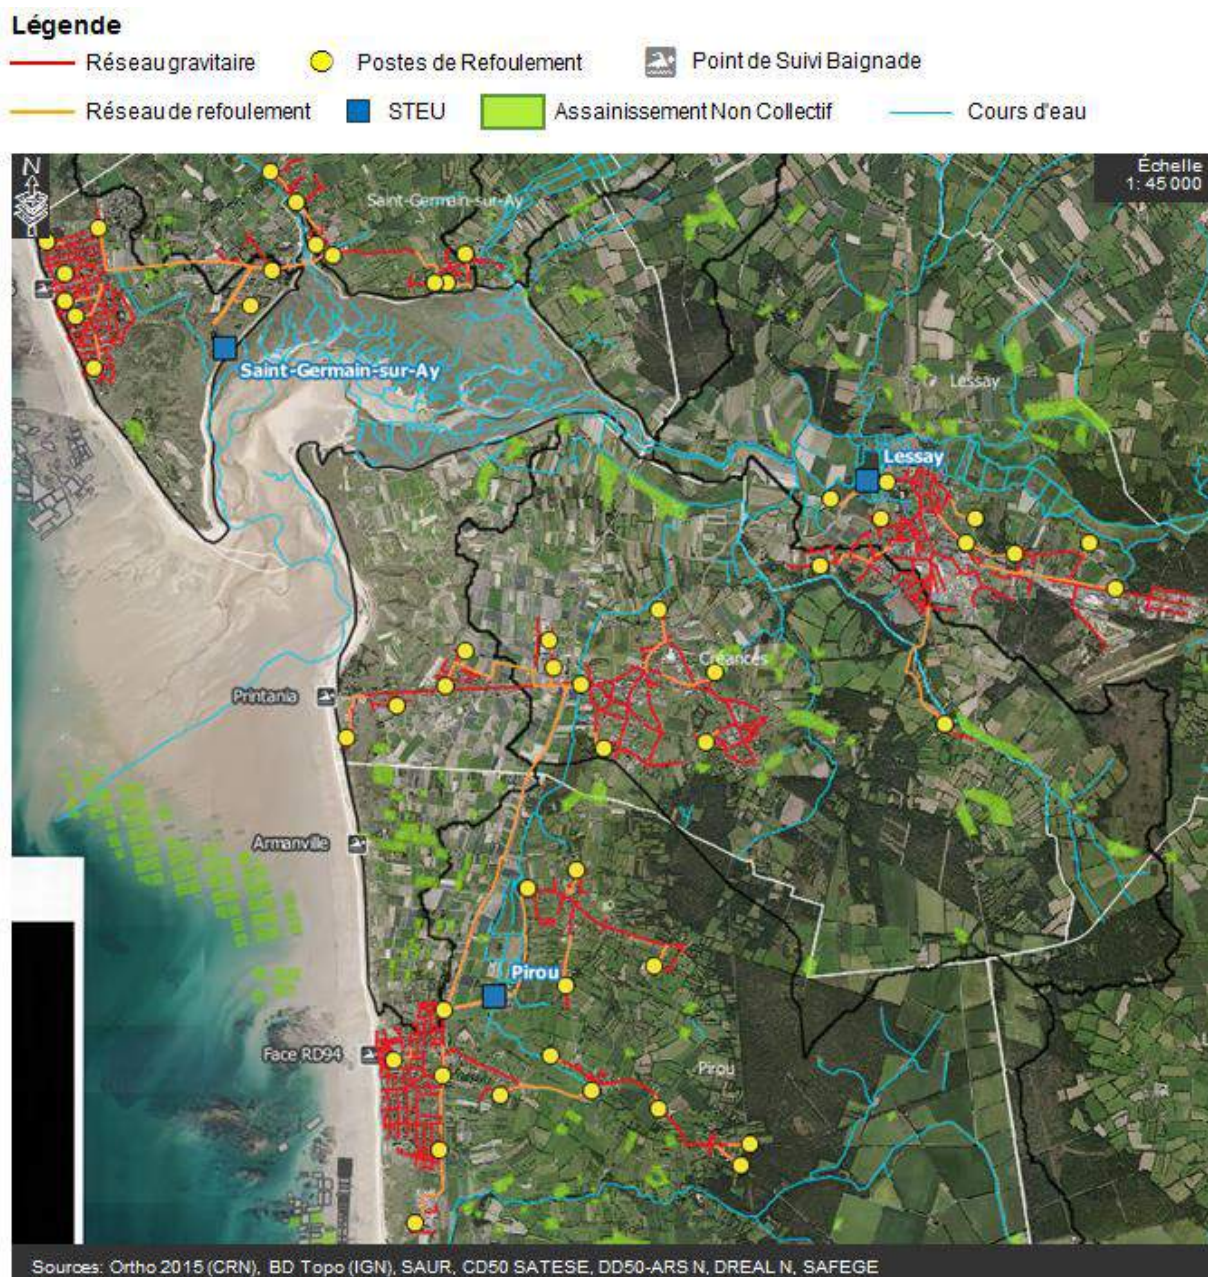 Légende
Réseau gravitaire Postes de Refoulement Point de Suivi Baignade
Réseau de refoulement STEU Assainissement Non Collectif Cours d'eau
N
Échelle
1: 45 000
Saint-Germain-sur-Ay
Saint-Germain-sur-Ay
Lessay
Lessay
Créances
Printania
Armanville
Pirou
Face RD94
Pirou
Sources: Ortho 2015 (CRN), BD Topo (IGN), SAUR, CD50 SATESE, DD50-ARS N, DREAL N, SAFEGE